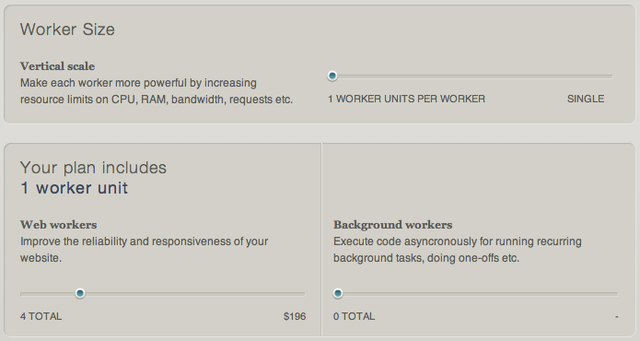 Worker Size
Vertical scale
Make each worker more powerful by increasing
resource limits on CPU, RAM, bandwidth, requests etc.
1 WORKER UNITS PER WORKER
SINGLE
Your plan includes
1 worker unit
Web workers
Improve the reliability and responsiveness of your
website.
4 TOTAL
$196
Background workers
Execute code asyncronously for running recurring
background tasks, doing one-offs etc.
0 TOTAL
-